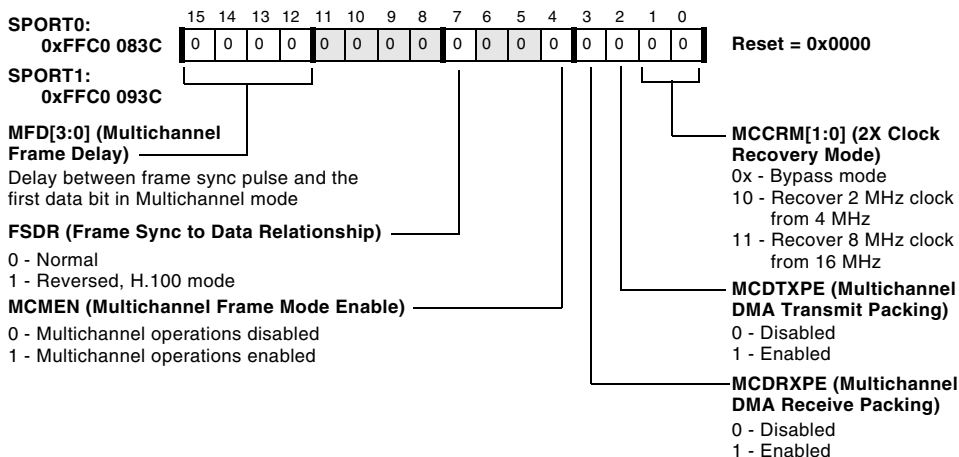 SPORT0:
0xFFC0 083C
SPORT1:
0xFFC0 093C
15 14 13 12 11 10 9 8 7 6 5 4 3 2 1 0
0 0 0 0 0 0 0 0 0 0 0 0 0 0 0 0
Reset = 0x0000
MFD[3:0] (Multichannel
Frame Delay)
Delay between frame sync pulse and the
first data bit in Multichannel mode
FSDR (Frame Sync to Data Relationship)
0 - Normal
1 - Reversed, H.100 mode
MCMEN (Multichannel Frame Mode Enable)
0 - Multichannel operations disabled
1 - Multichannel operations enabled
MCCRM[1:0] (2X Clock
Recovery Mode)
0x - Bypass mode
10 - Recover 2 MHz clock
from 4 MHz
11 - Recover 8 MHz clock
from 16 MHz
MCDTXPE (Multichannel
DMA Transmit Packing)
0 - Disabled
1 - Enabled
MCDRXPE (Multichannel
DMA Receive Packing)
0 - Disabled
1 - Enabled